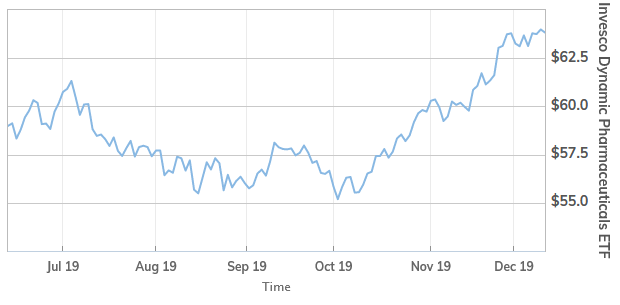 $62.5
$60.0
$57.5
$55.0
Invesco Dynamic Pharmaceuticals ETF
Jul 19 Aug 19 Sep 19 Oct 19 Nov 19 Dec 19
Time